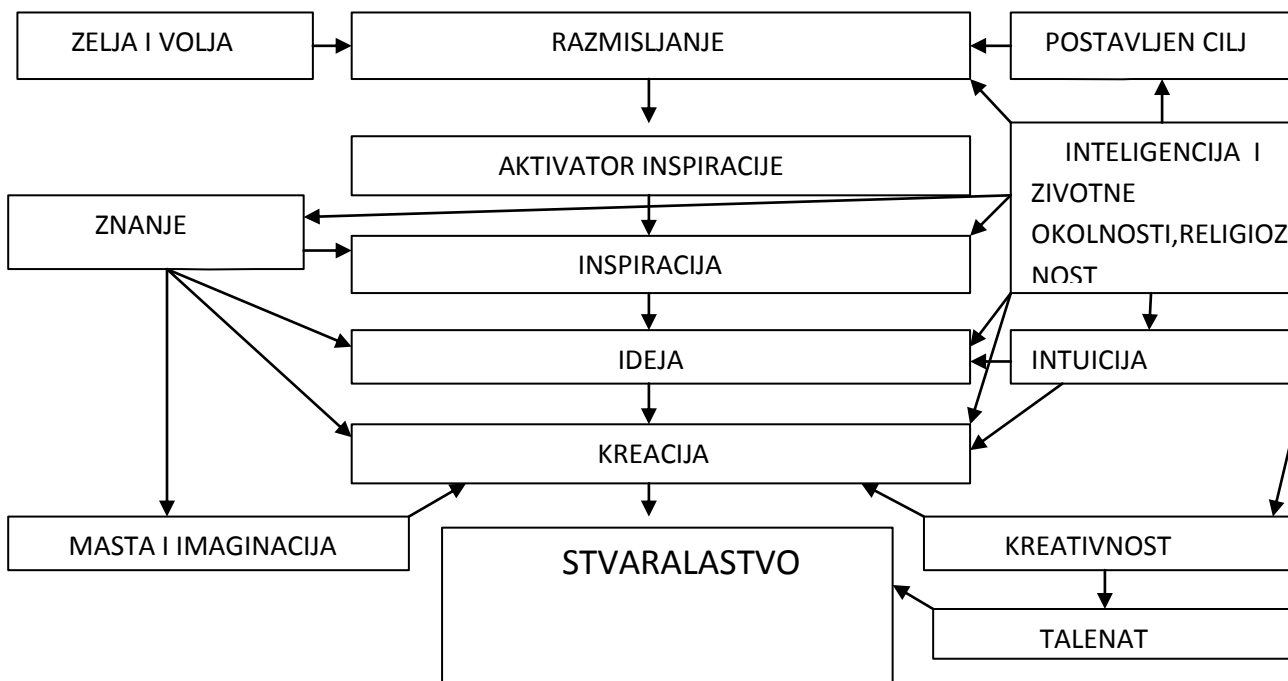 ZELJA I VOLJA
RAZMISLJANJE
POSTAVLJEN CILJ
AKTIVATOR INSPIRACIJE
INTELIGENCIJA I
ZIVOTNE
OKOLNOSTI,RELIGIOZ
NOST
ZNANJE
INSPIRACIJA
IDEJA
INTUICIJA
KREACIJA
MASTA I IMAGINACIJA
KREATIVNOST
STVARALASTVO
TALENAT